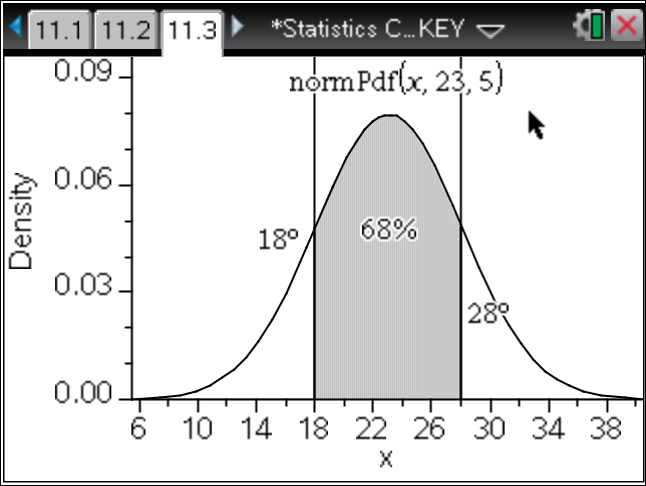 11.1 11.2 11.3 *Statistics C...KEY
normPdf(x, 23, 5)
0.09
0.06
0.03
0.00
Density
18º
68%
28º
6 10 14 18 22 26 30 34 38
x